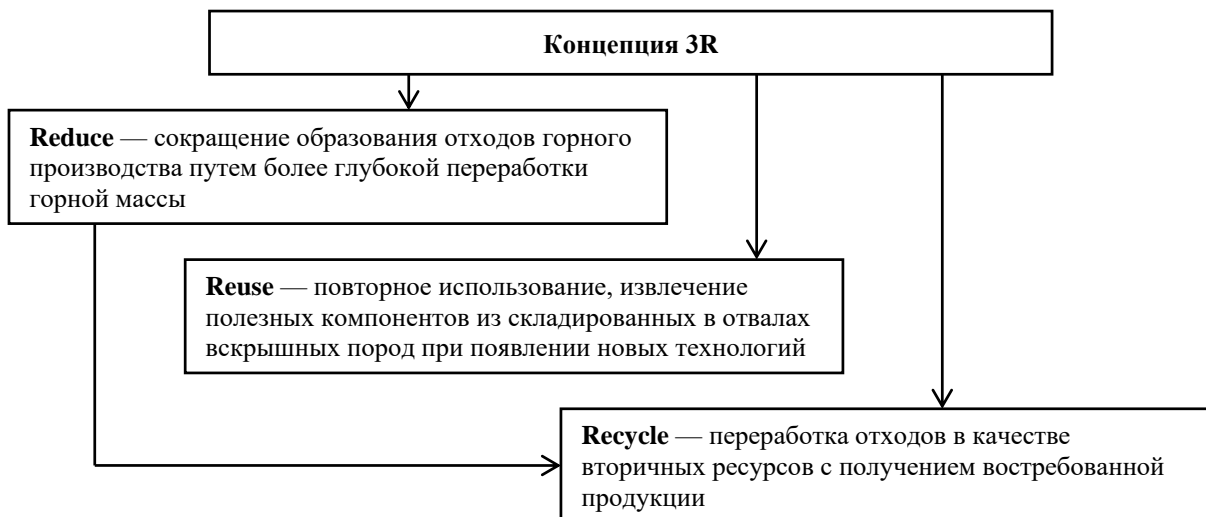 Концепция 3R
Reduce — сокращение образования отходов горного
производства путем более глубокой переработки
горной массы
Reuse — повторное использование, извлечение
полезных компонентов из складированных в отвалах
вскрышных пород при появлении новых технологий
Recycle — переработка отходов в качестве
вторичных ресурсов с получением востребованной
продукции